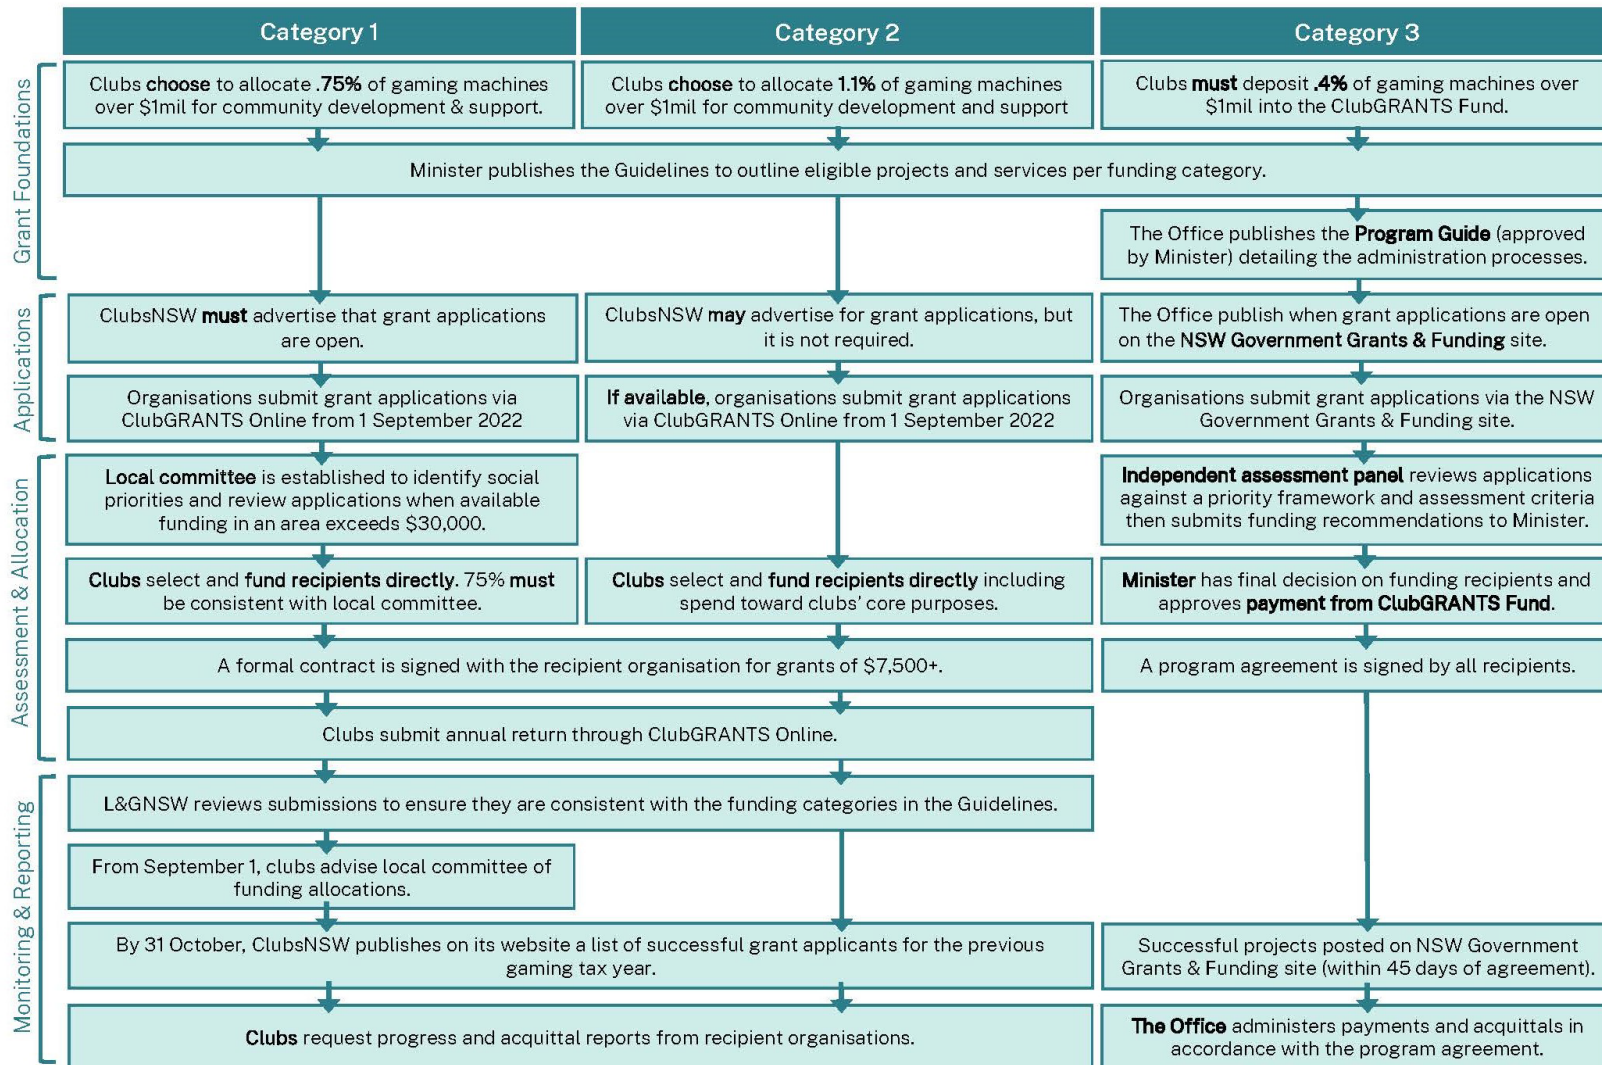 Category 1
Category 2
Category 3
Grant Foundations
Clubs choose to allocate .75% of gaming machines
over $1mil for community development & support.
Clubs choose to allocate 1.1% of gaming machines
over $1mil for community development and support
Clubs must deposit .4% of gaming machines over
$1mil into the ClubGRANTS Fund.
Minister publishes the Guidelines to outline eligible projects and services per funding category.
The Office publishes the Program Guide (approved
by Minister) detailing the administration processes.
Applications
ClubsNSW must advertise that grant applications
are open.
ClubsNSW may advertise for grant applications, but
it is not required.
The Office publish when grant applications are open
on the NSW Government Grants & Funding site.
Organisations submit grant applications via
ClubGRANTS Online from 1 September 2022
If available, organisations submit grant applications
via ClubGRANTS Online from 1 September 2022
Organisations submit grant applications via the NSW
Government Grants & Funding site.
Assessment & Allocation
Local committee is established to identify social
priorities and review applications when available
funding in an area exceeds $30,000.
Independent assessment panel reviews applications
against a priority framework and assessment criteria
then submits funding recommendations to Minister.
Clubs select and fund recipients directly. 75% must
be consistent with local committee.
Clubs select and fund recipients directly including
spend toward clubs' core purposes.
Minister has final decision on funding recipients and
approves payment from ClubGRANTS Fund.
A formal contract is signed with the recipient organisation for grants of $7,500+.
A program agreement is signed by all recipients.
Clubs submit annual return through ClubGRANTS Online.
Monitoring & Reporting
L&GNSW reviews submissions to ensure they are consistent with the funding categories in the Guidelines.
From September 1, clubs advise local committee of
funding allocations.
By 31 October, ClubsNSW publishes on its website a list of successful grant applicants for the previous
gaming tax year.
Successful projects posted on NSW Government
Grants & Funding site (within 45 days of agreement).
Clubs request progress and acquittal reports from recipient organisations.
The Office administers payments and acquittals in
accordance with the program agreement.